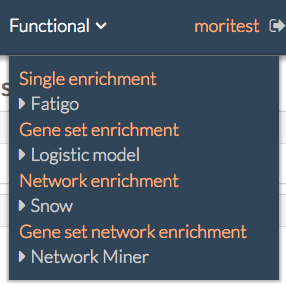 Functional moritest
Single enrichment
Fatigo
Gene set enrichment
Logistic model
Network enrichment
Snow
Gene set network enrichment
Network Miner